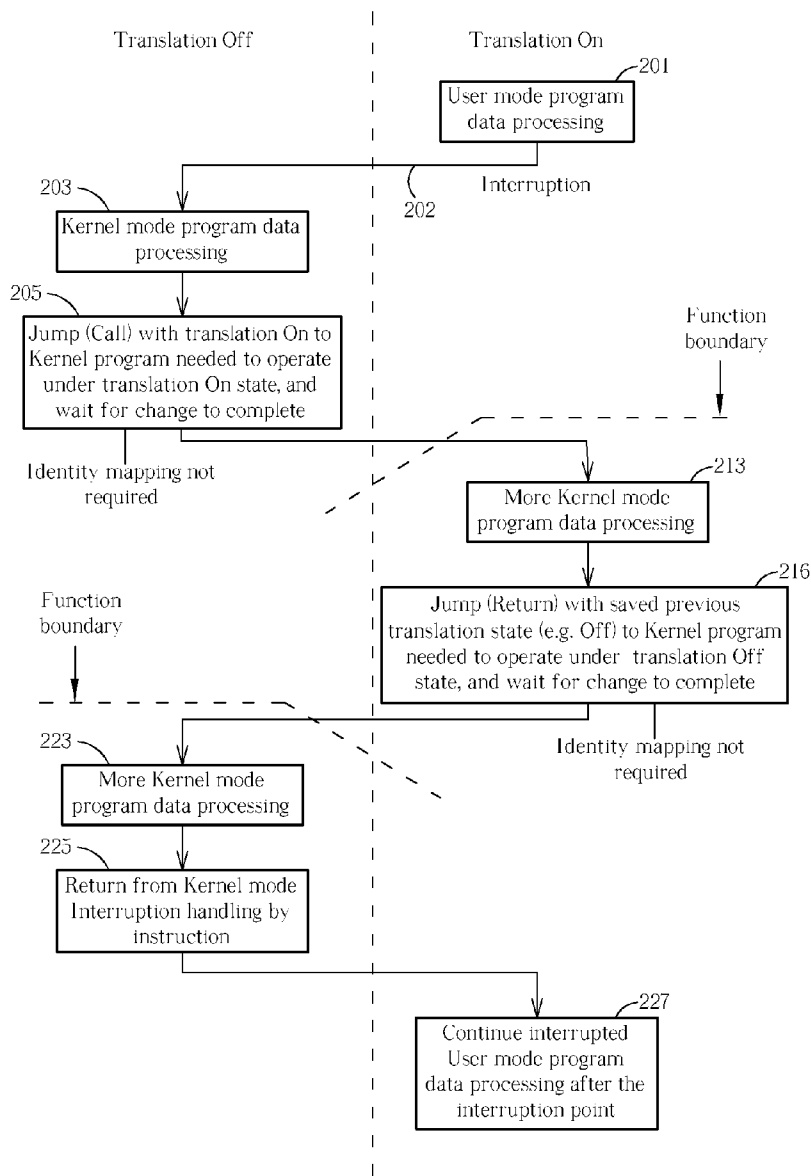 Translation Off
Translation On
201
User mode program
data processing
202
Interruption
203
Kernel mode program data
processing
205
Jump (Call) with translation On to
Kernel program needed to operate
under translation On state, and
wait for change to complete
Function
boundary
Identity mapping not
required
213
More Kernel mode
program data processing
216
Jump (Return) with saved previous
translation state (e.g. Off) to Kernel program
needed to operate under translation Off
state, and wait for change to complete
Function
boundary
Identity mapping not
required
223
More Kernel mode
program data processing
225
Return from Kernel mode
Interruption handling by
instruction
227
Continue interrupted
User mode program
data processing after the
interruption point